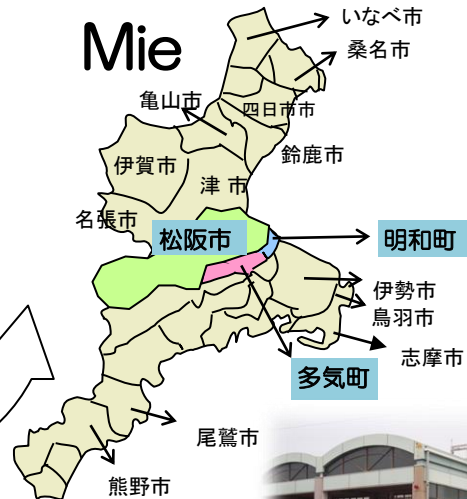 Mie
いなべ市
桑名市
亀山市
四日市市
鈴鹿市
伊賀市
津 市
名張市
松阪市
明和町
伊勢市
鳥羽市
志摩市
多気町
尾鷲市
熊野市